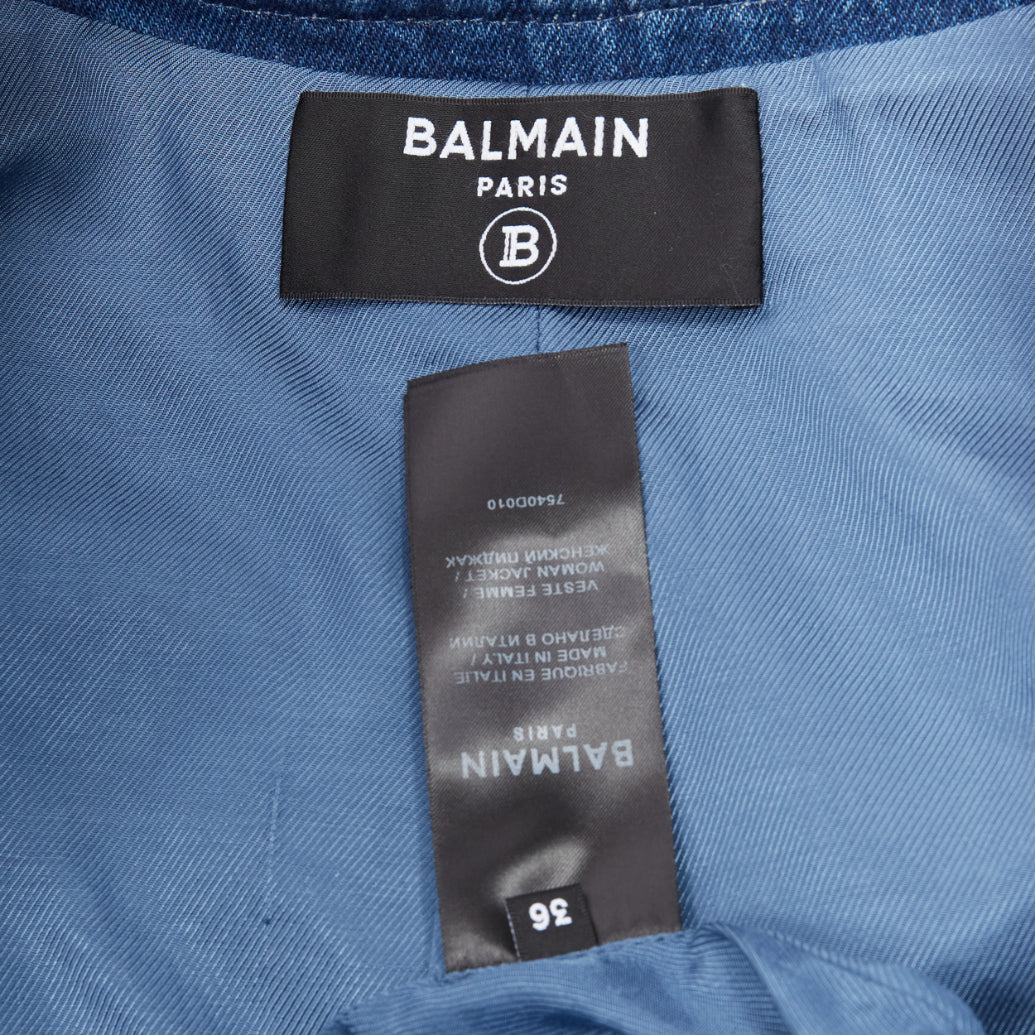 BALMAIN
PARIS
B
36
BALMAIN
PARIS
FABRIQUE EN ITALIE
MADE IN ITALY /
СДЕЛАНО В ИТАЛИИ
VESTE FEMME /
WOMAN JACKET /
ЖЕНСКИЙ ПИДЖАК
7540D010